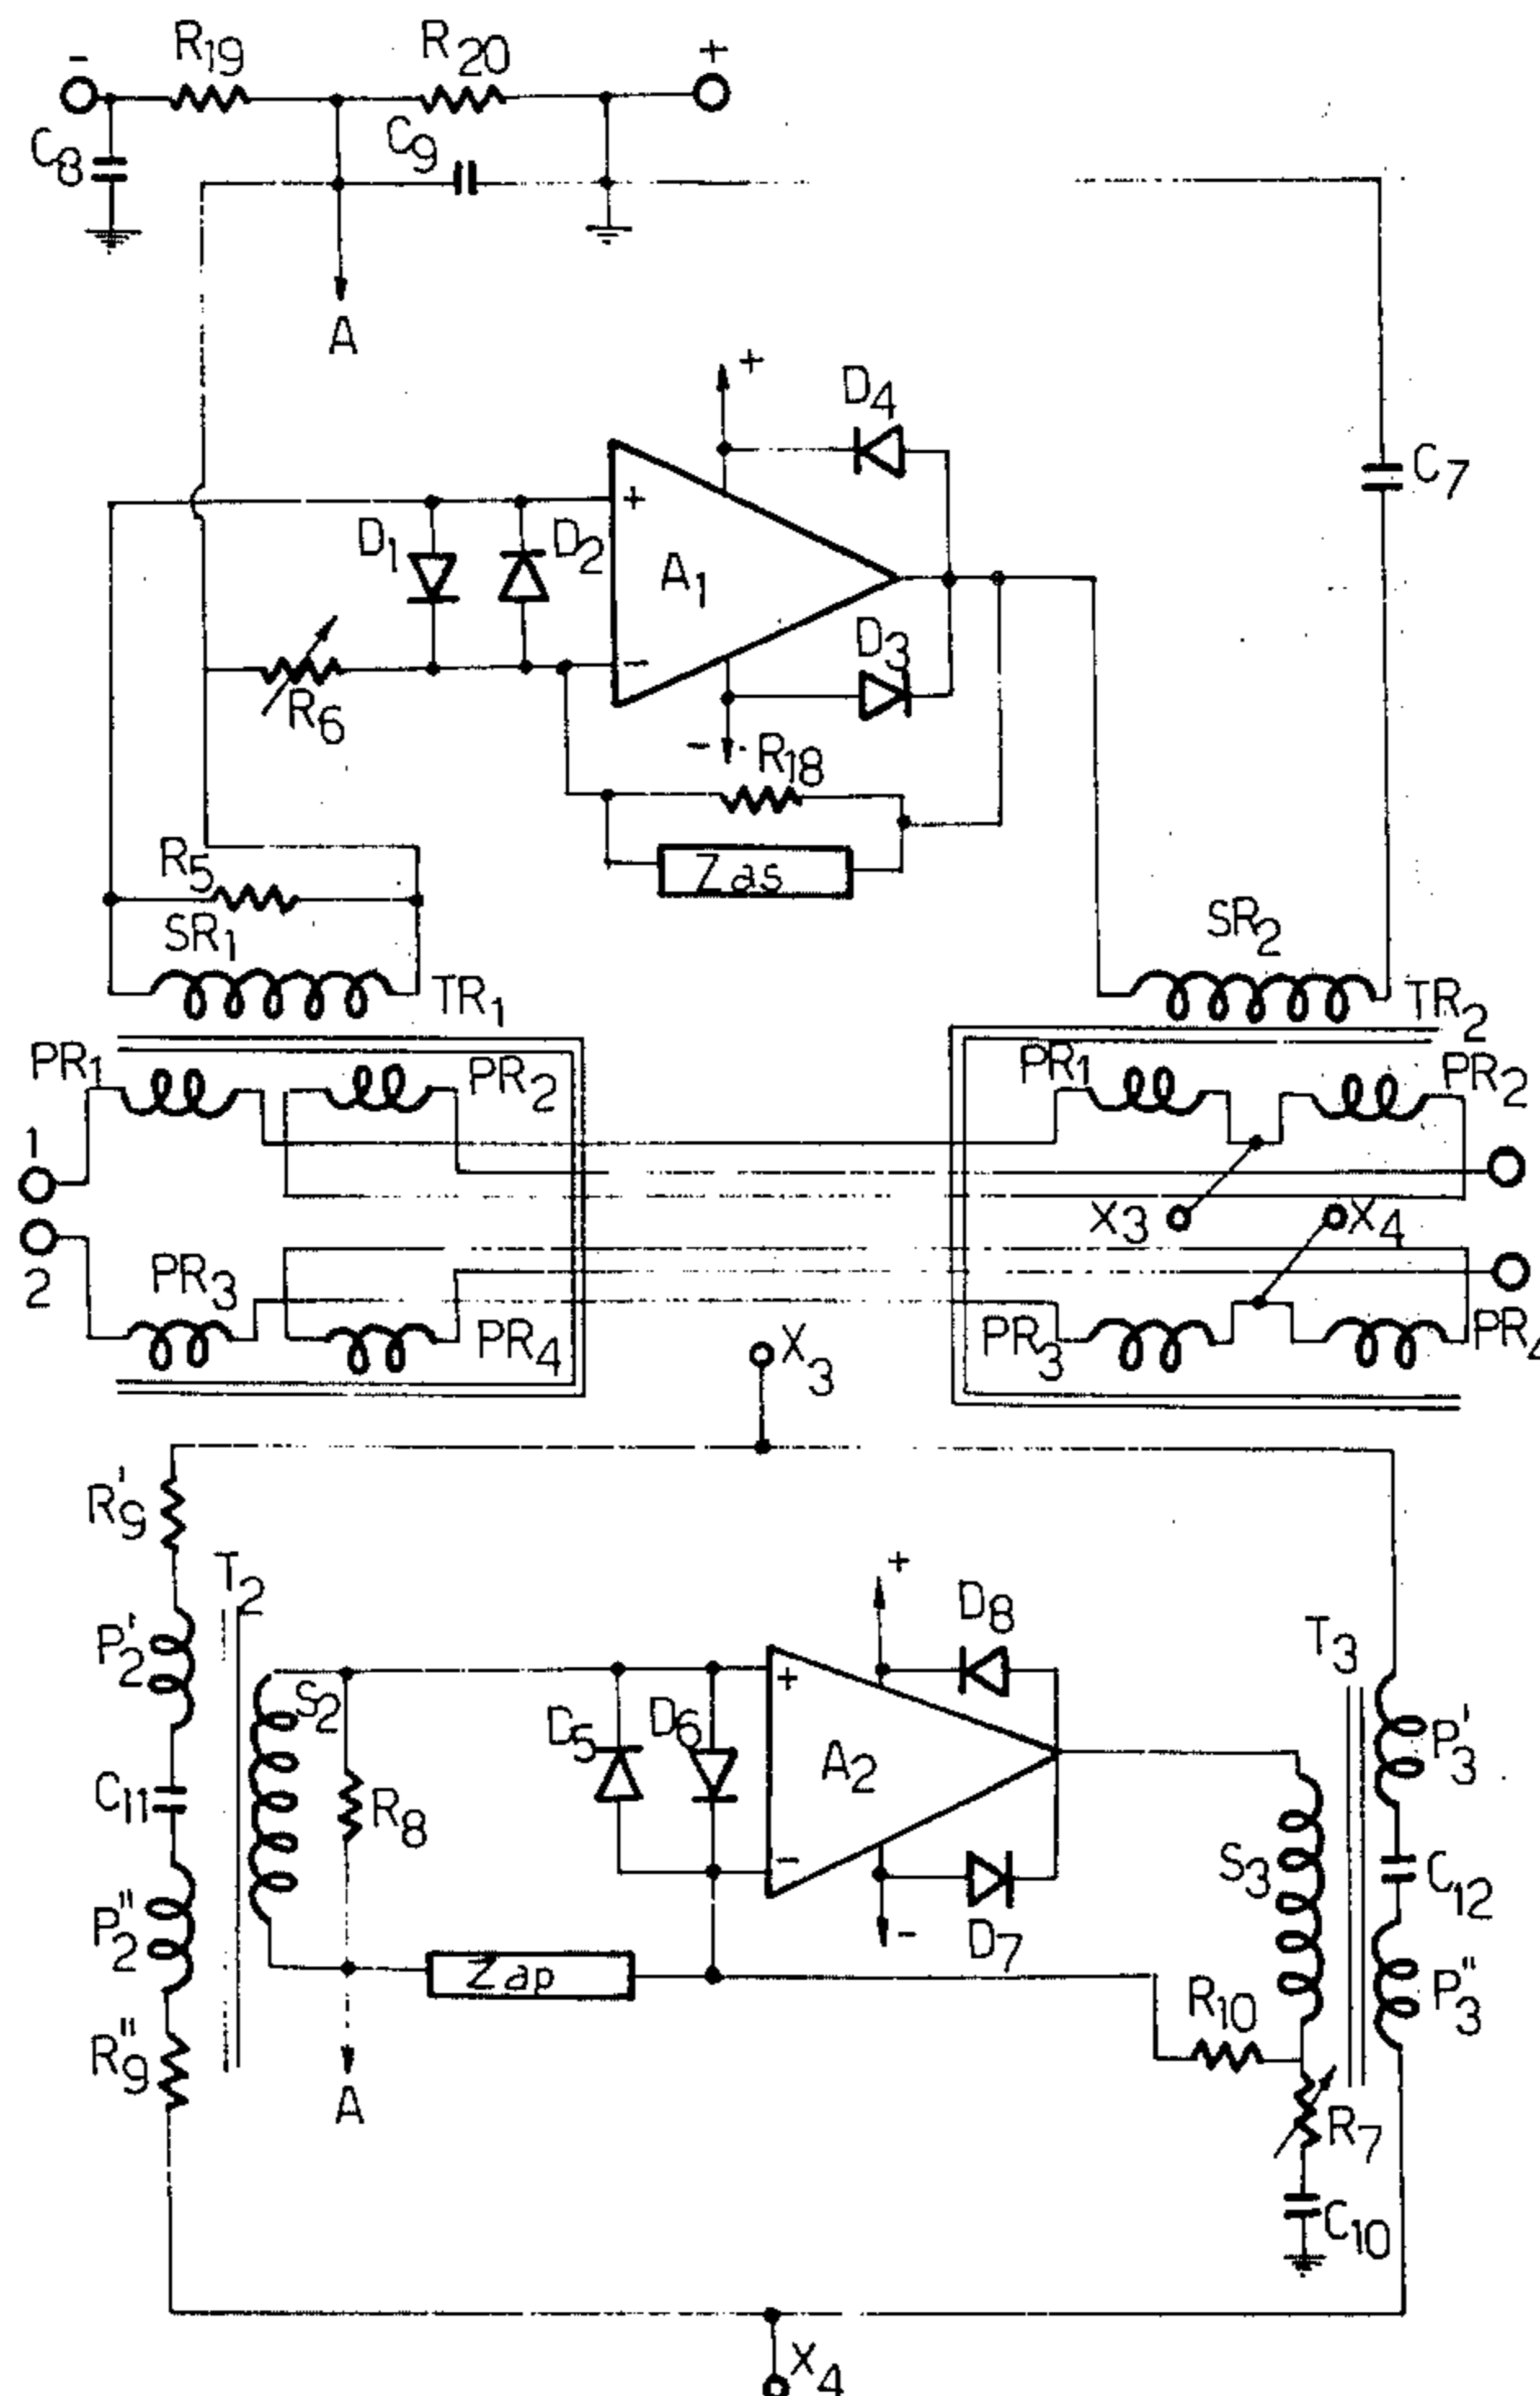 - R19 R20 +
C8 C9
A
+
D4
C7
+ D1 D2 A1
D3
R6 -
- R18
R5 Zas
SR1 SR2
TR1 TR2
PR1 PR2 PR1 PR2
1
X3 X4
2 PR3
PR4 X3 PR3 PR4
R'9
T2 + D8
P'2 T3
S2 +
D5 D6 A2 P'3
C11 R8
- S3 C12
P"2 - D7
Zap R10 P"3
R"9
A R7
C10
X4